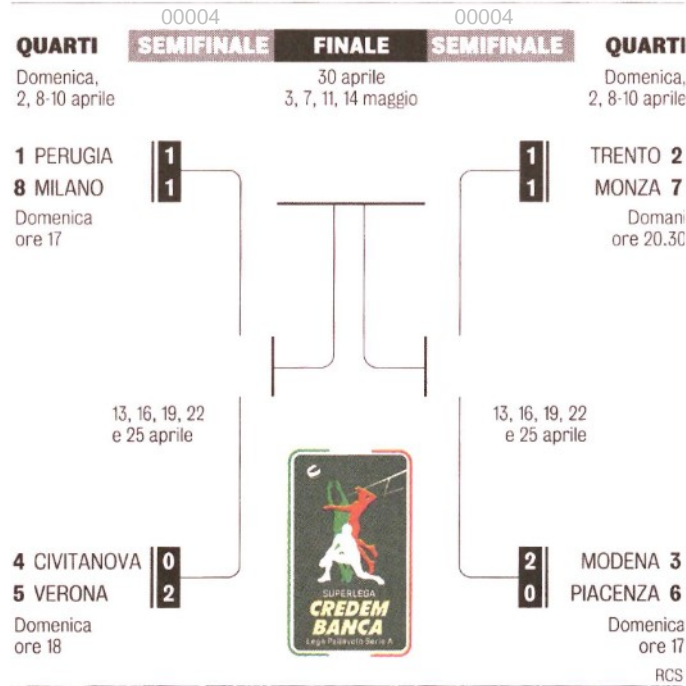 00004
00004
QUARTI
SEMIFINALE
FINALE
SEMIFINALE
QUARTI
Domenica,
2, 8-10 aprile
30 aprile
3, 7, 11, 14 maggio
Domenica,
2, 8-10 aprile
1 PERUGIA 1
8 MILANO 1
Domenica
ore 17
1 TRENTO 2
1 MONZA 7
Domani
ore 20.30
13, 16, 19, 22
e 25 aprile
13, 16, 19, 22
e 25 aprile
4 CIVITANOVA 0
5 VERONA 2
Domenica
ore 18
SUPERLEGA
CREDEM
BANCA
Lega Pallavolo Serie A
2 MODENA 3
0 PIACENZA 6
Domenica
ore 17
RCS